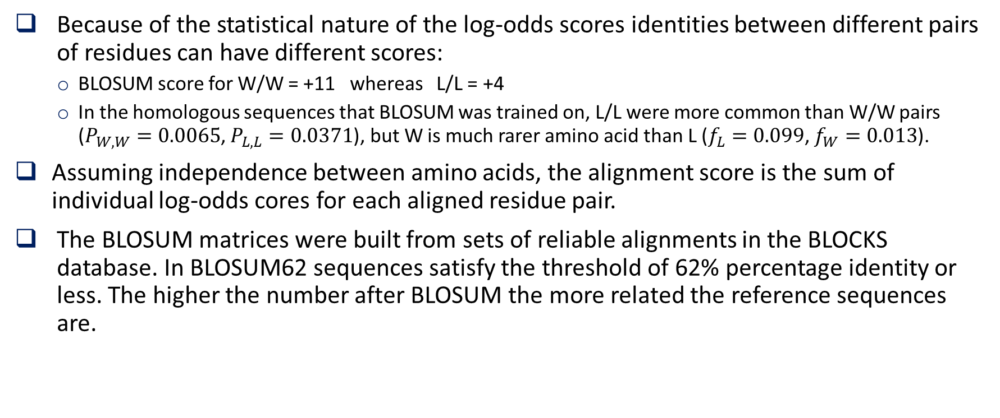 Because of the statistical nature of the log-odds scores identities between different pairs
of residues can have different scores:
BLOSUM score for W/W = +11 whereas L/L = +4
In the homologous sequences that BLOSUM was trained on, L/L were more common than W/W pairs
(P_{W,W} = 0.0065, P_{L,L} = 0.0371), but W is much rarer amino acid than L (f_L = 0.099, f_W = 0.013).
Assuming independence between amino acids, the alignment score is the sum of
individual log-odds cores for each aligned residue pair.
The BLOSUM matrices were built from sets of reliable alignments in the BLOCKS
database. In BLOSUM62 sequences satisfy the threshold of 62% percentage identity or
less. The higher the number after BLOSUM the more related the reference sequences
are.